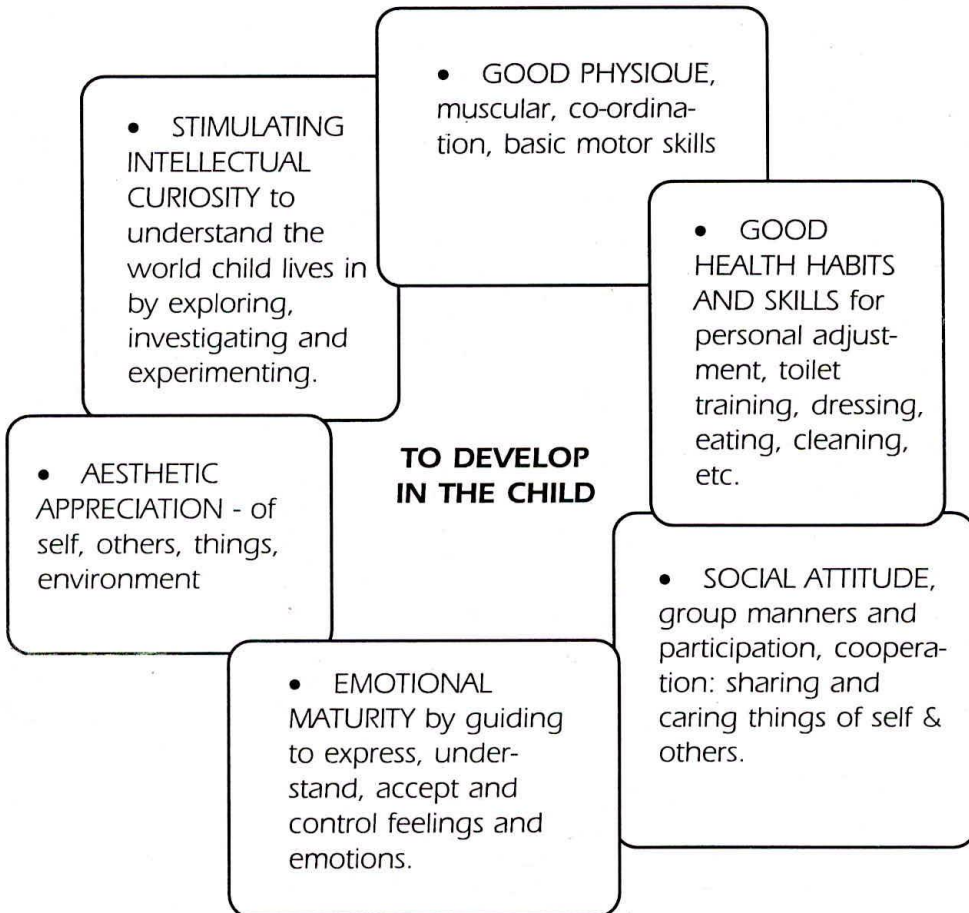 • GOOD PHYSIQUE,
muscular, co-ordina-
tion, basic motor skills
• GOOD
HEALTH HABITS
AND SKILLS for
personal adjust-
ment, toilet
training, dressing,
eating, cleaning,
etc.
• SOCIAL ATTITUDE,
group manners and
participation, coopera-
tion: sharing and
caring things of self &
others.
• EMOTIONAL
MATURITY by guiding
to express, under-
stand, accept and
control feelings and
emotions.
• AESTHETIC
APPRECIATION - of
self, others, things,
environment
• STIMULATING
INTELLECTUAL
CURIOSITY to
understand the
world child lives in
by exploring,
investigating and
experimenting.
TO DEVELOP
IN THE CHILD